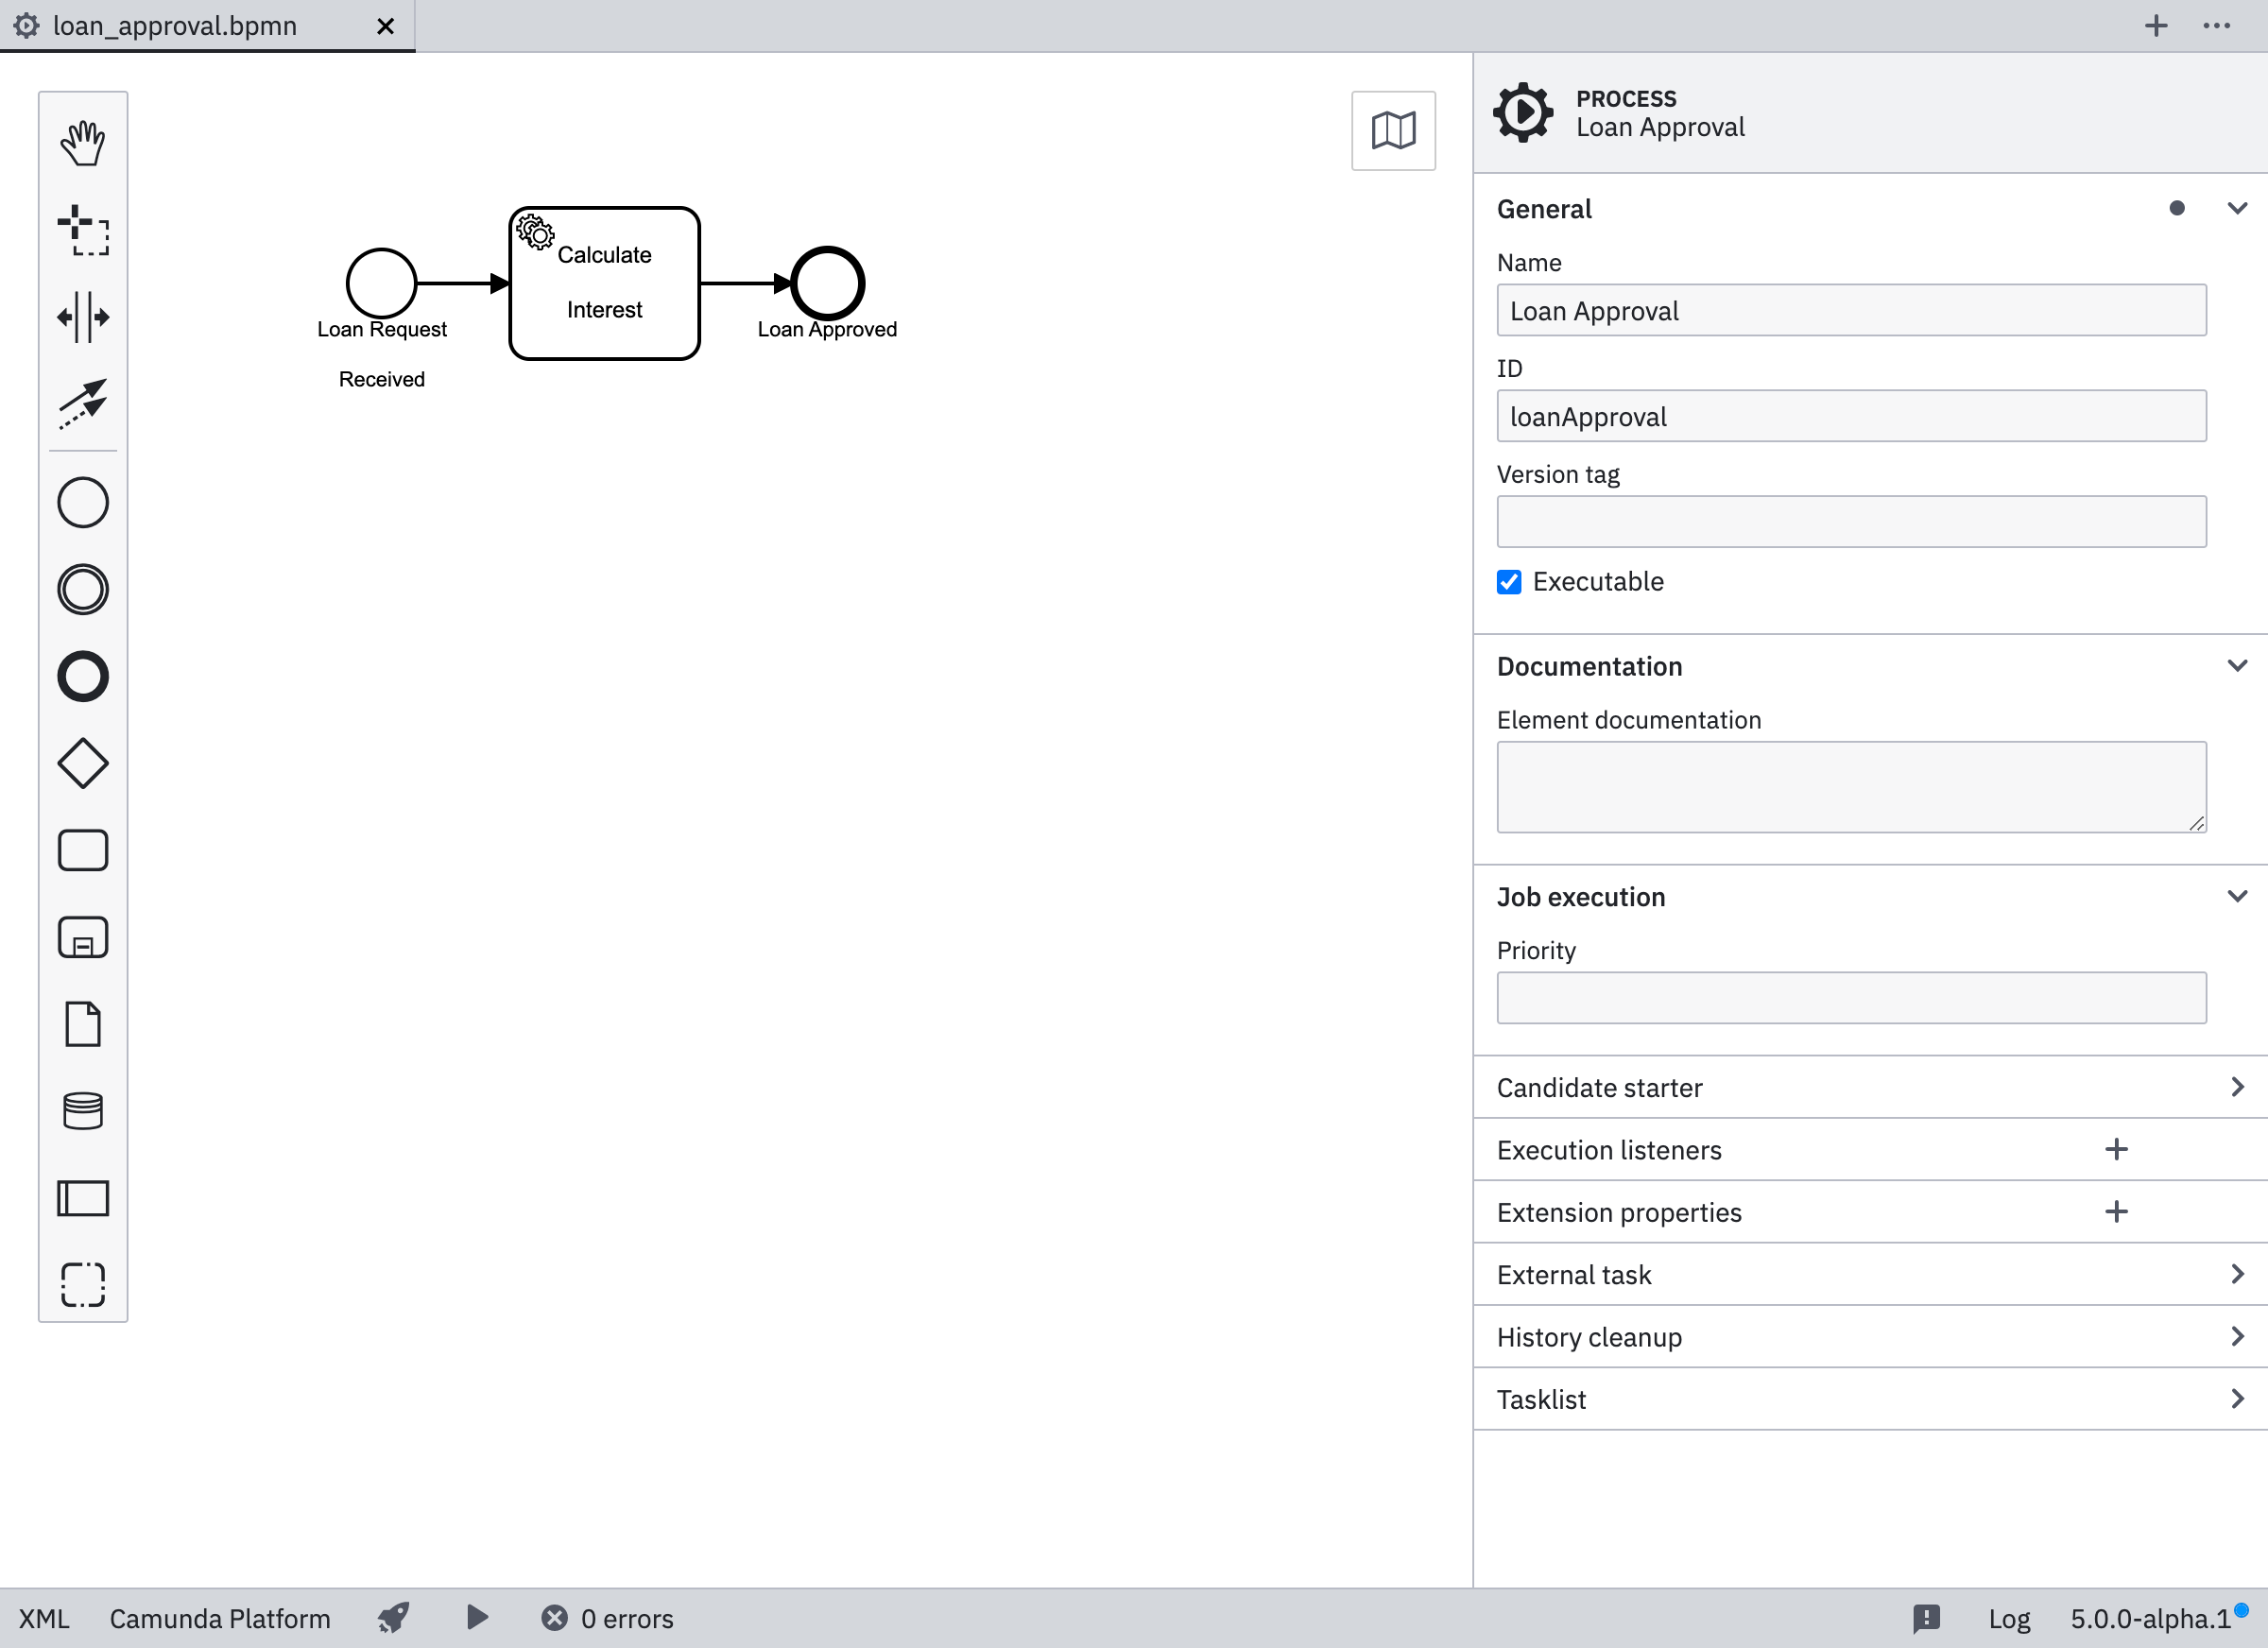 loan_approval.bpmn
Calculate
Interest
Loan Request
Received
Loan Approved
PROCESS
Loan Approval
General
Name
Loan Approval
ID
loanApproval
Version tag
Executable
Documentation
Element documentation
Job execution
Priority
Candidate starter
Execution listeners
Extension properties
External task
History cleanup
Tasklist
XML Camunda Platform 0 errors Log 5.0.0-alpha.1